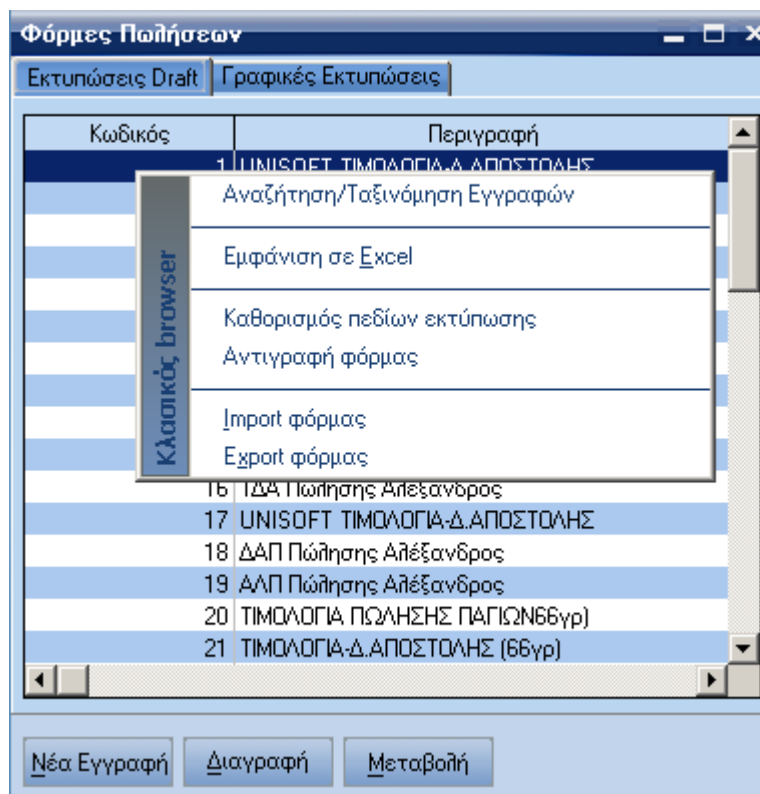 Φόρμες Πωλήσεων
Εκτυπώσεις Draft Γραφικές Εκτυπώσεις
Κωδικός Περιγραφή
1 UNISOFT ΤΙΜΟΛΟΓΙΑ-Δ.ΑΠΟΣΤΟΛΗΣ
Κλασικός browser
Αναζήτηση/Ταξινόμηση Εγγραφών
Εμφάνιση σε Excel
Καθορισμός πεδίων εκτύπωσης
Αντιγραφή φόρμας
Import φόρμας
Export φόρμας
16 ΤΔΑ Πώλησης Αλέξανδρος
17 UNISOFT ΤΙΜΟΛΟΓΙΑ-Δ.ΑΠΟΣΤΟΛΗΣ
18 ΔΑΠ Πώλησης Αλέξανδρος
19 ΑΛΠ Πώλησης Αλέξανδρος
20 ΤΙΜΟΛΟΓΙΑ ΠΩΛΗΣΗΣ ΠΑΓΙΩΝ66γρ)
21 ΤΙΜΟΛΟΓΙΑ-Δ.ΑΠΟΣΤΟΛΗΣ (66γρ)
Νέα Εγγραφή Διαγραφή Μεταβολή